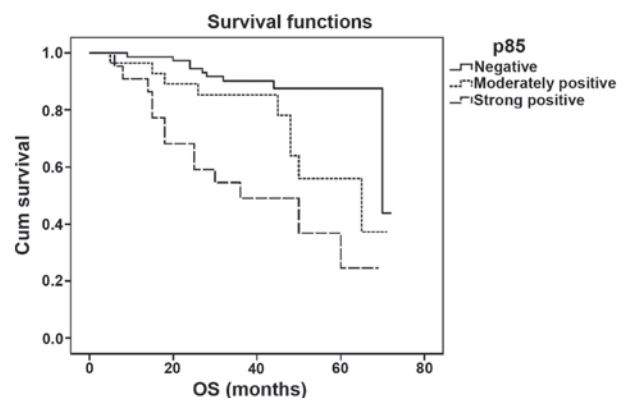 Survival functions
p85
Negative
Moderately positive
Strong positive
Cum survival
1.0
0.8
0.6
0.4
0.2
0.0
0 20 40 60 80
OS (months)